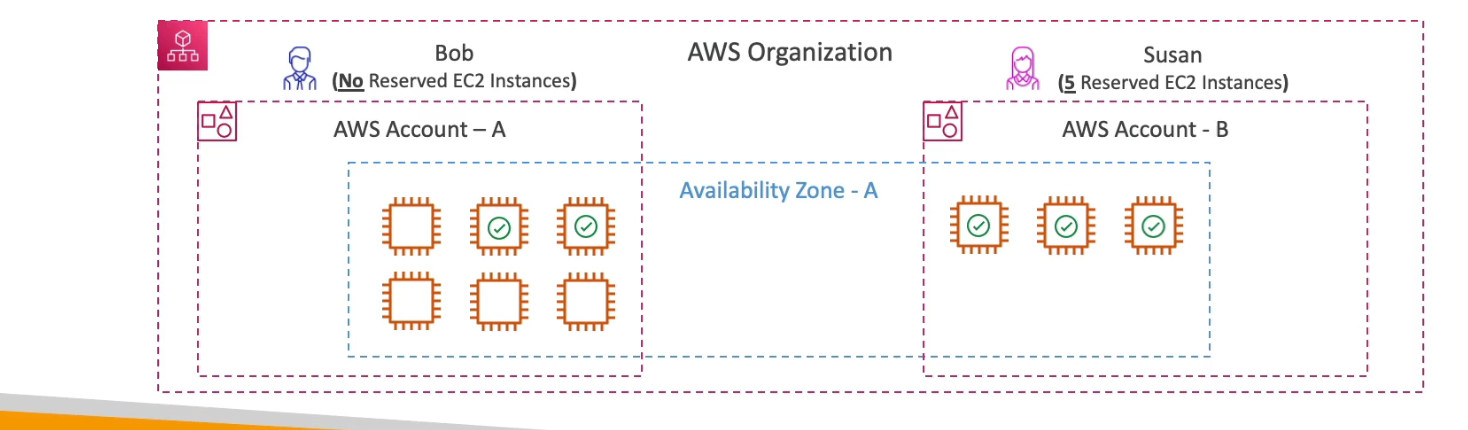 Bob
(No Reserved EC2 Instances)
AWS Organization
Susan
(5 Reserved EC2 Instances)
AWS Account – A
AWS Account - B
Availability Zone - A